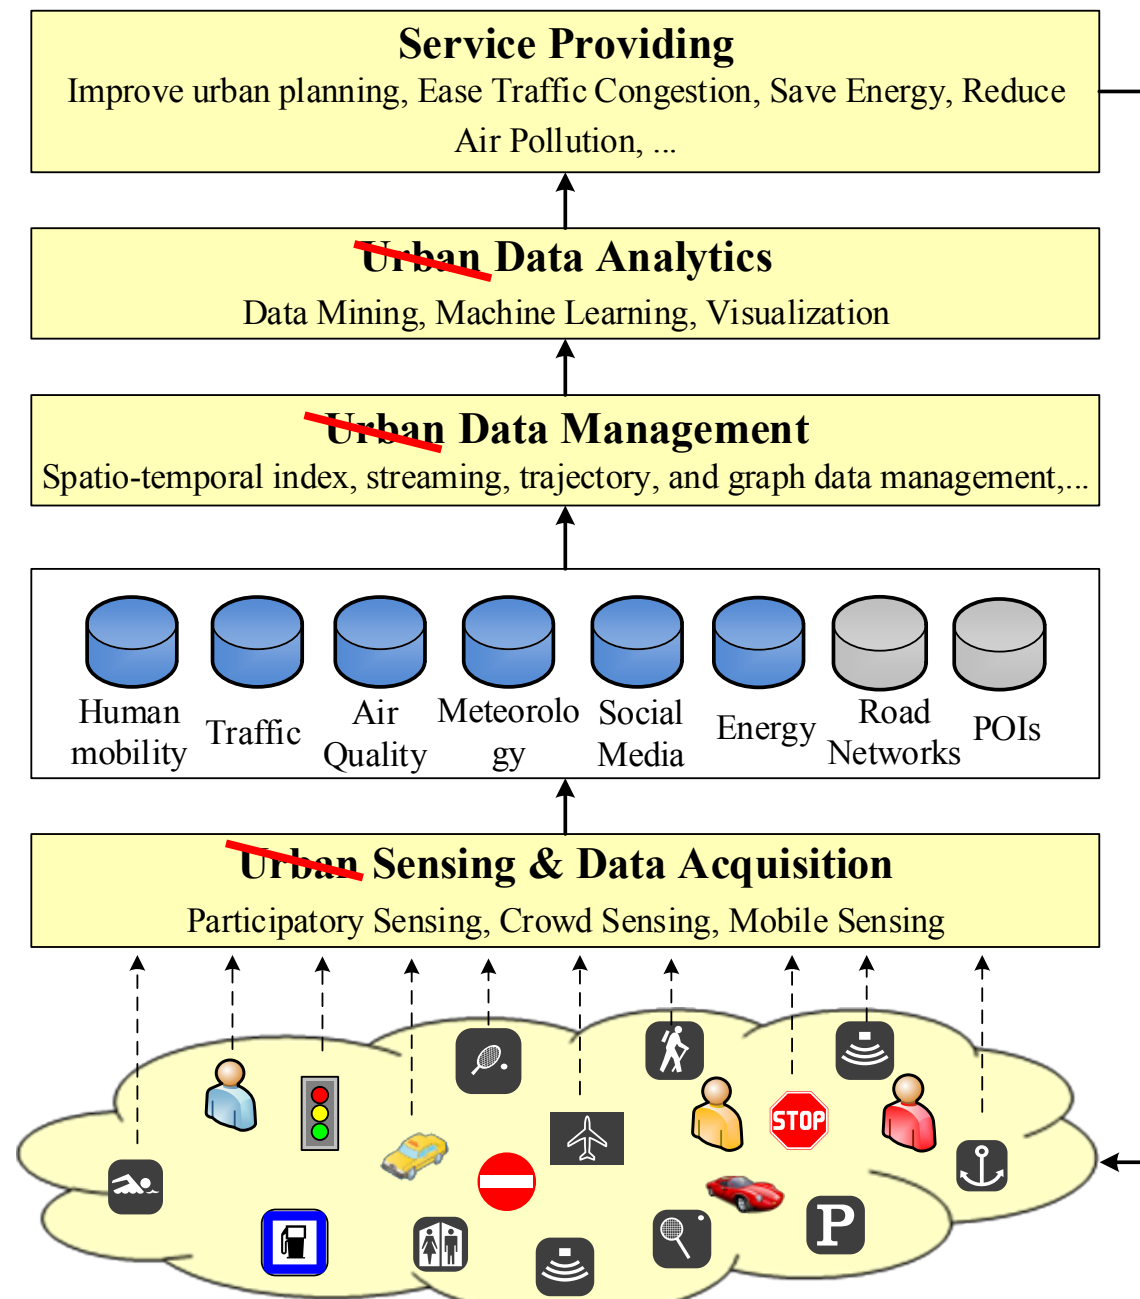 Service Providing
Improve urban planning, Ease Traffic Congestion, Save Energy, Reduce
Air Pollution, ...
Urban Data Analytics
Data Mining, Machine Learning, Visualization
Urban Data Management
Spatio-temporal index, streaming, trajectory, and graph data management,...
Human
mobility
Traffic
Air
Quality
Meteorolo
gy
Social
Media
Energy
Road
Networks
POIs
Urban Sensing & Data Acquisition
Participatory Sensing, Crowd Sensing, Mobile Sensing
STOP
P